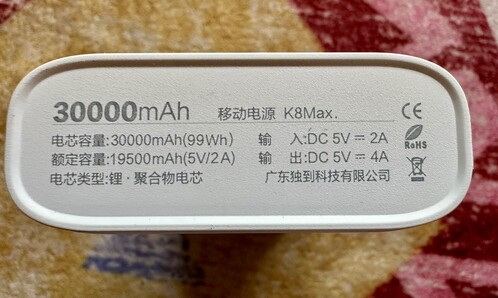 30000mAh 移动电源 K8Max.
电芯容量:30000mAh(99Wh) 输 入:DC 5V⎓2A
额定容量:19500mAh(5V/2A) 输 出:DC 5V⎓4A
电芯类型:锂·聚合物电芯 广东独到科技有限公司
CE
RoHS